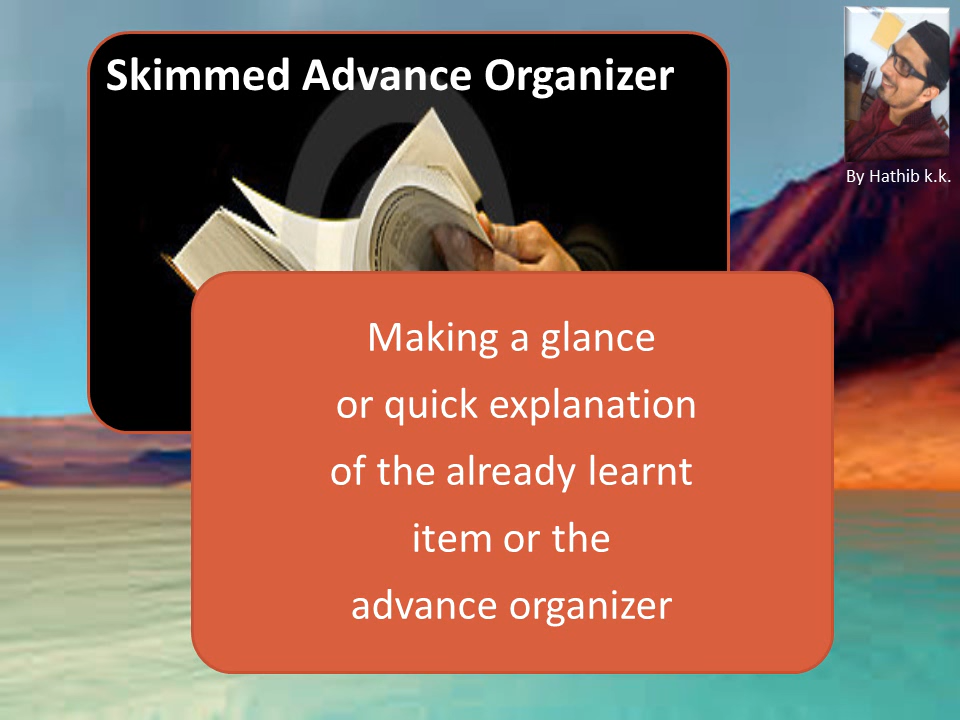 Skimmed Advance Organizer
By Hathib k.k.
Making a glance
or quick explanation
of the already learnt
item or the
advance organizer